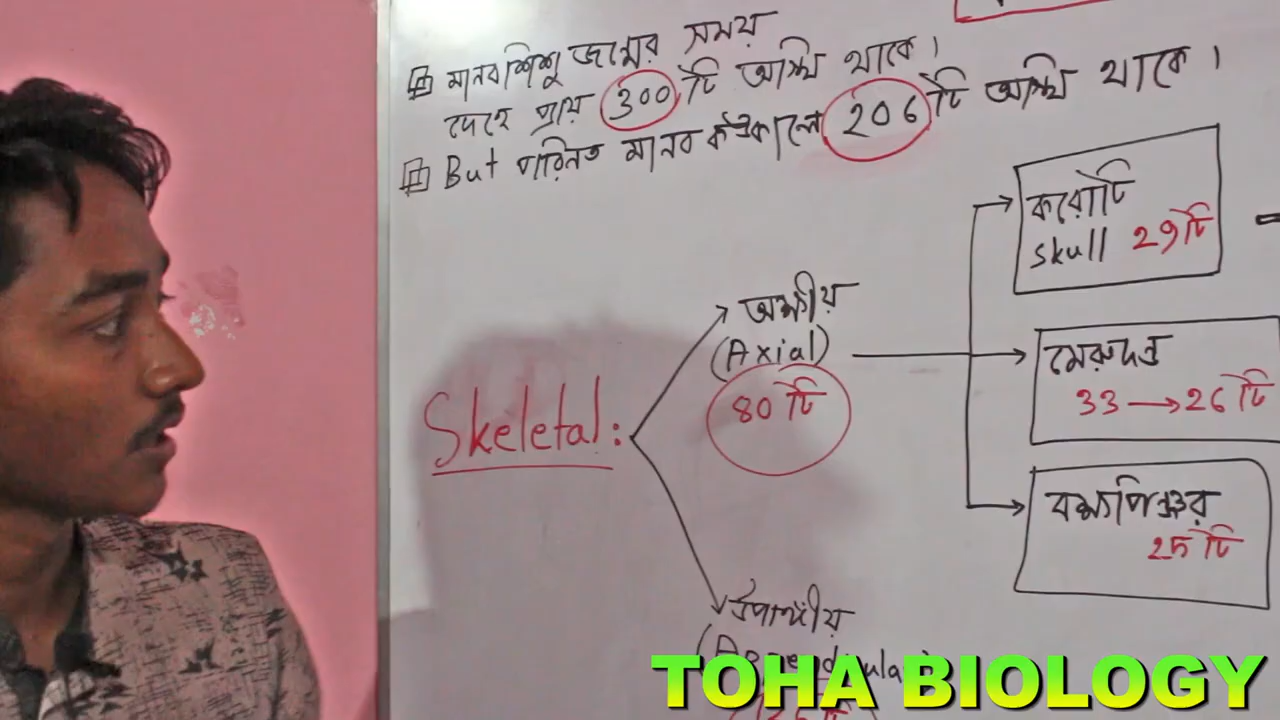 মানবশিশু জন্মের সময়
দেহে প্রায় 300 টি অস্থি থাকে।
But পরিনত মানব কঙ্কালে 206 টি অস্থি থাকে।
করোটি
skull 29টি
অক্ষীয়
(Axial)
80 টি
Skeletal:
মেরুদন্ড
33 → 26 টি
বক্ষপিঞ্জর
25 টি
উপাঙ্গীয়
TOHA BIOLOGY